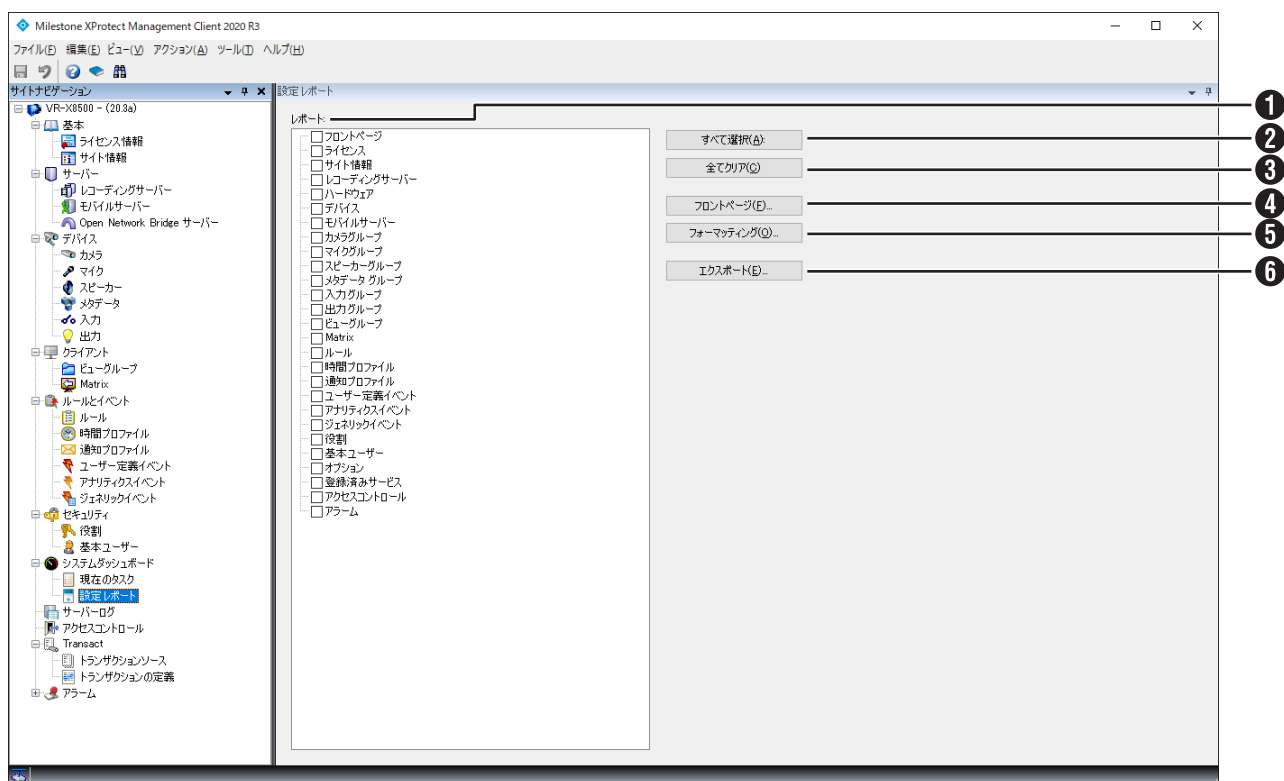 Milestone XProtect Management Client 2020 R3
ファイル(F) 編集(E) ビュー(V) アクション(A) ツール(T) ヘルプ(H)
サイトナビゲーション
設定レポート
VR-X8500 - (20.3a)
基本
ライセンス情報
サイト情報
サーバー
レコーディングサーバー
モバイルサーバー
Open Network Bridge サーバー
デバイス
カメラ
マイク
スピーカー
メタデータ
入力
出力
クライアント
ビューグループ
Matrix
ルールとイベント
ルール
時間プロファイル
通知プロファイル
ユーザー定義イベント
アナリティクスイベント
ジェネリックイベント
セキュリティ
役割
基本ユーザー
システムダッシュボード
現在のタスク
設定レポート
サーバーログ
アクセスコントロール
Transact
トランザクションソース
トランザクションの定義
アラーム
レポート:
フロントページ
ライセンス
サイト情報
レコーディングサーバー
ハードウェア
デバイス
モバイルサーバー
カメラグループ
マイクグループ
スピーカーグループ
メタデータ グループ
入力グループ
出力グループ
ビューグループ
Matrix
ルール
時間プロファイル
通知プロファイル
ユーザー定義イベント
アナリティクスイベント
ジェネリックイベント
役割
基本ユーザー
オプション
登録済みサービス
アクセスコントロール
アラーム
すべて選択(A):
全てクリア(C)
フロントページ(F)...
フォーマッティング(O)...
エクスポート(E)...
❶
❷
❸
❹
❺
❻